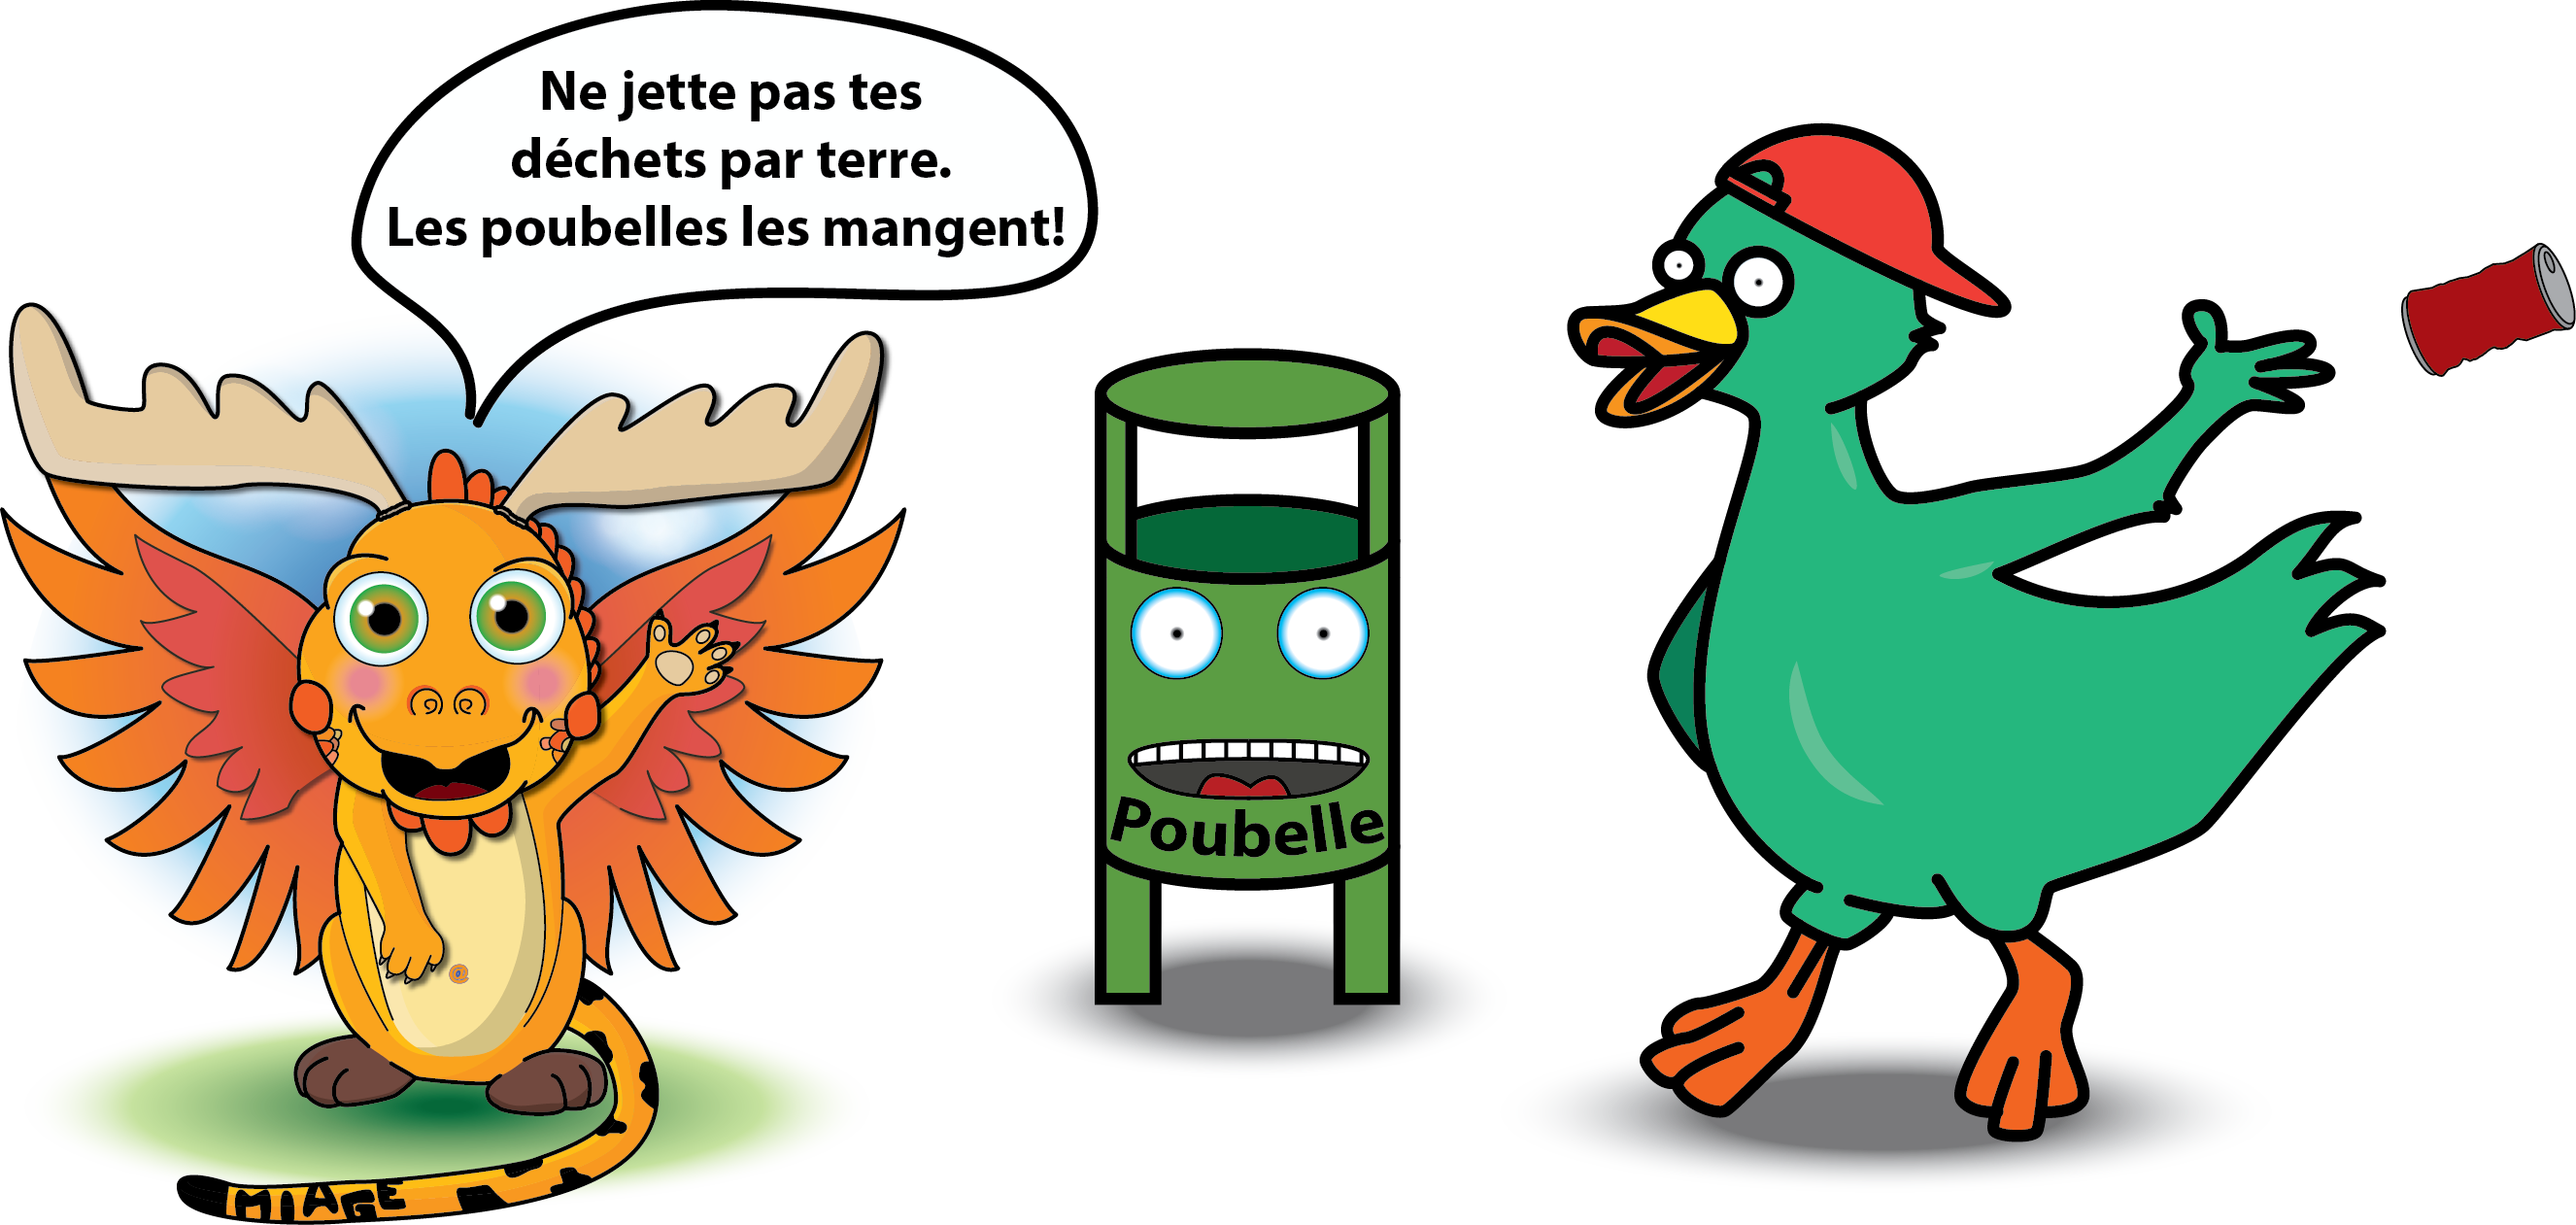 Ne jette pas tes
déchets par terre.
Les poubelles les mangent!
Poubelle
@
MIAGE